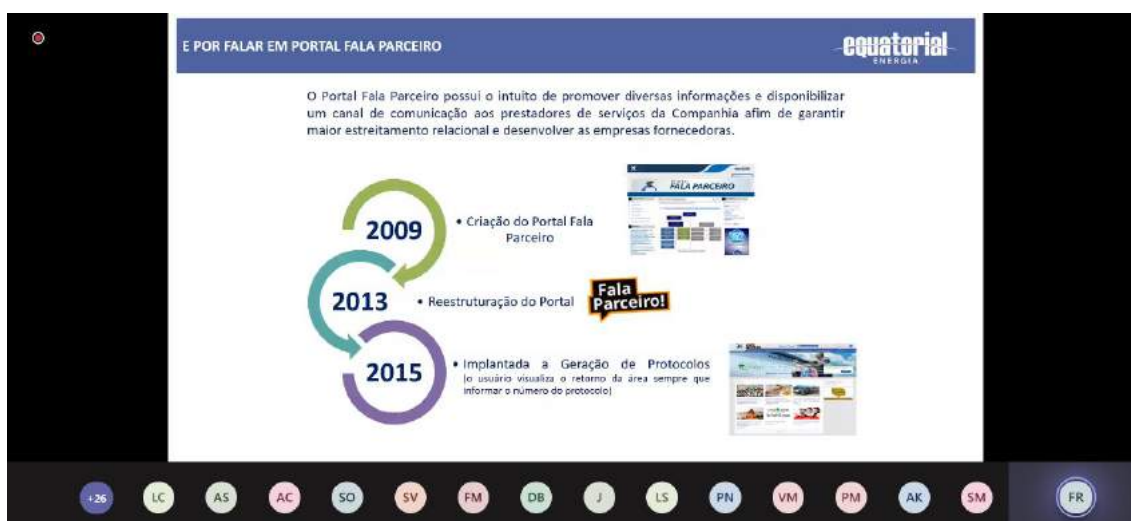 E POR FALAR EM PORTAL FALA PARCEIRO
equatorial
ENERGIA
O Portal Fala Parceiro possui o intuito de promover diversas informações e disponibilizar
um canal de comunicação aos prestadores de serviços da Companhia afim de garantir
maior estreitamento relacional e desenvolver as empresas fornecedoras.
FALA PARCEIRO
2009
• Criação do Portal Fala
Parceiro
2013
• Reestruturação do Portal
Fala
Parceiro!
2015
• Implantada a Geração de Protocolos
(o usuário visualiza o retorno da área sempre que
informar o número do protocolo)
+26 LC AS AC SO SV FM DB J LS PN VM PM AK SM FR